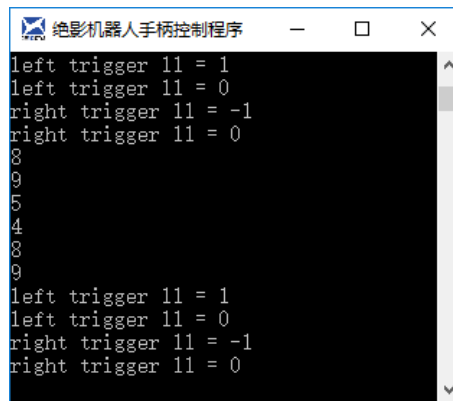 绝影机器人手柄控制程序
left trigger 11 = 1
left trigger 11 = 0
right trigger 11 = -1
right trigger 11 = 0
8
9
5
4
8
9
left trigger 11 = 1
left trigger 11 = 0
right trigger 11 = -1
right trigger 11 = 0